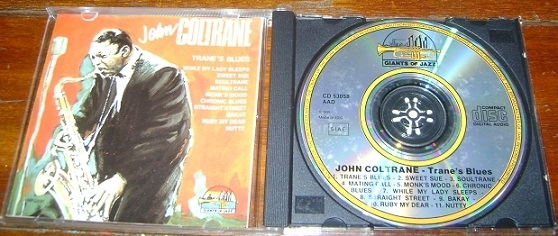 John COLTRANE
TRANE'S BLUES
WHILE MY LADY SLEEPS
SWEET SUE
SOULTRANE
MATING CALL
MONK'S MOOD
CHRONIC BLUES
STRAIGHT STREET
BAKAY
RUBY MY DEAR
NUTTY
GIANTS OF JAZZ
GIANTS OF JAZZ
CD 53058
AAD
SIAE
COMPACT
disc
DIGITAL AUDIO
JOHN COLTRANE - Trane's Blues
1. TRANE'S BLUES - 2. SWEET SUE - 3. SOULTRANE
4. MATING CALL - 5. MONK'S MOOD - 6. CHRONIC
BLUES - 7. WHILE MY LADY SLEEPS
8. STRAIGHT STREET - 9. BAKAY
10. RUBY MY DEAR - 11. NUTTY